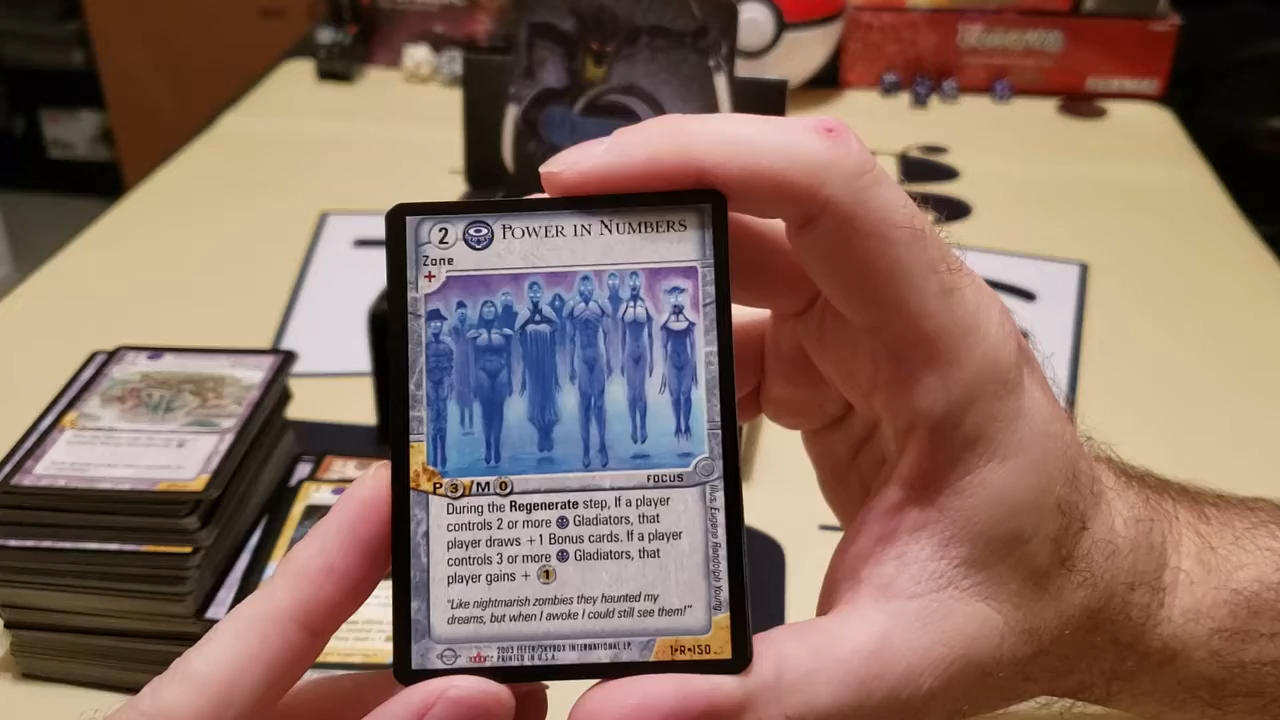 2 POWER IN NUMBERS
Zone
+
FOCUS
P 3 / M 0
During the Regenerate step, If a player
controls 2 or more Gladiators, that
player draws +1 Bonus cards. If a player
controls 3 or more Gladiators, that
player gains + 1
"Like nightmarish zombies they haunted my
dreams, but when I awoke I could still see them!"
Illus. Eugene Randolph Young
2003 FLEER/SKYBOX INTERNATIONAL LP.
PRINTED IN U.S.A.
1•R•150